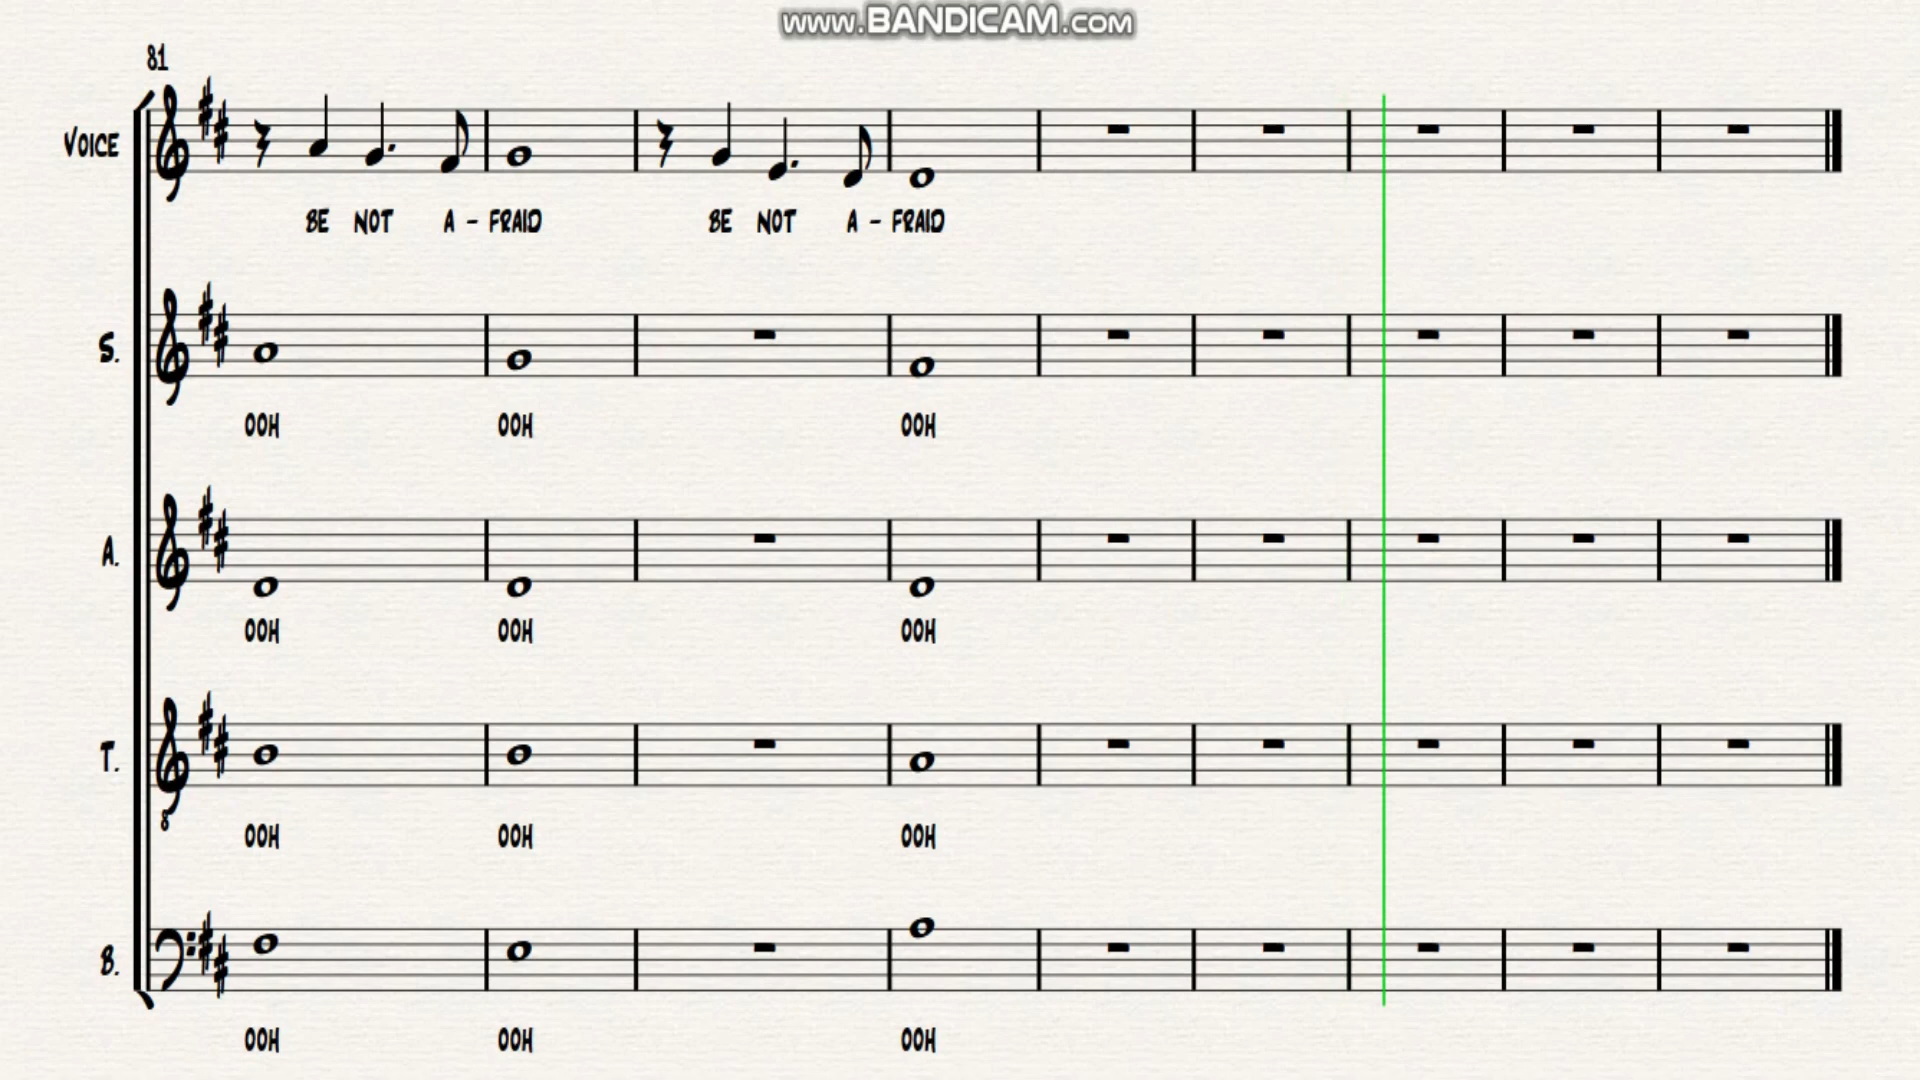 www.BANDICAM.com
81
VOICE
BE NOT A - FRAID BE NOT A - FRAID
S.
OOH OOH OOH
A.
OOH OOH OOH
T.
8
OOH OOH OOH
B.
OOH OOH OOH